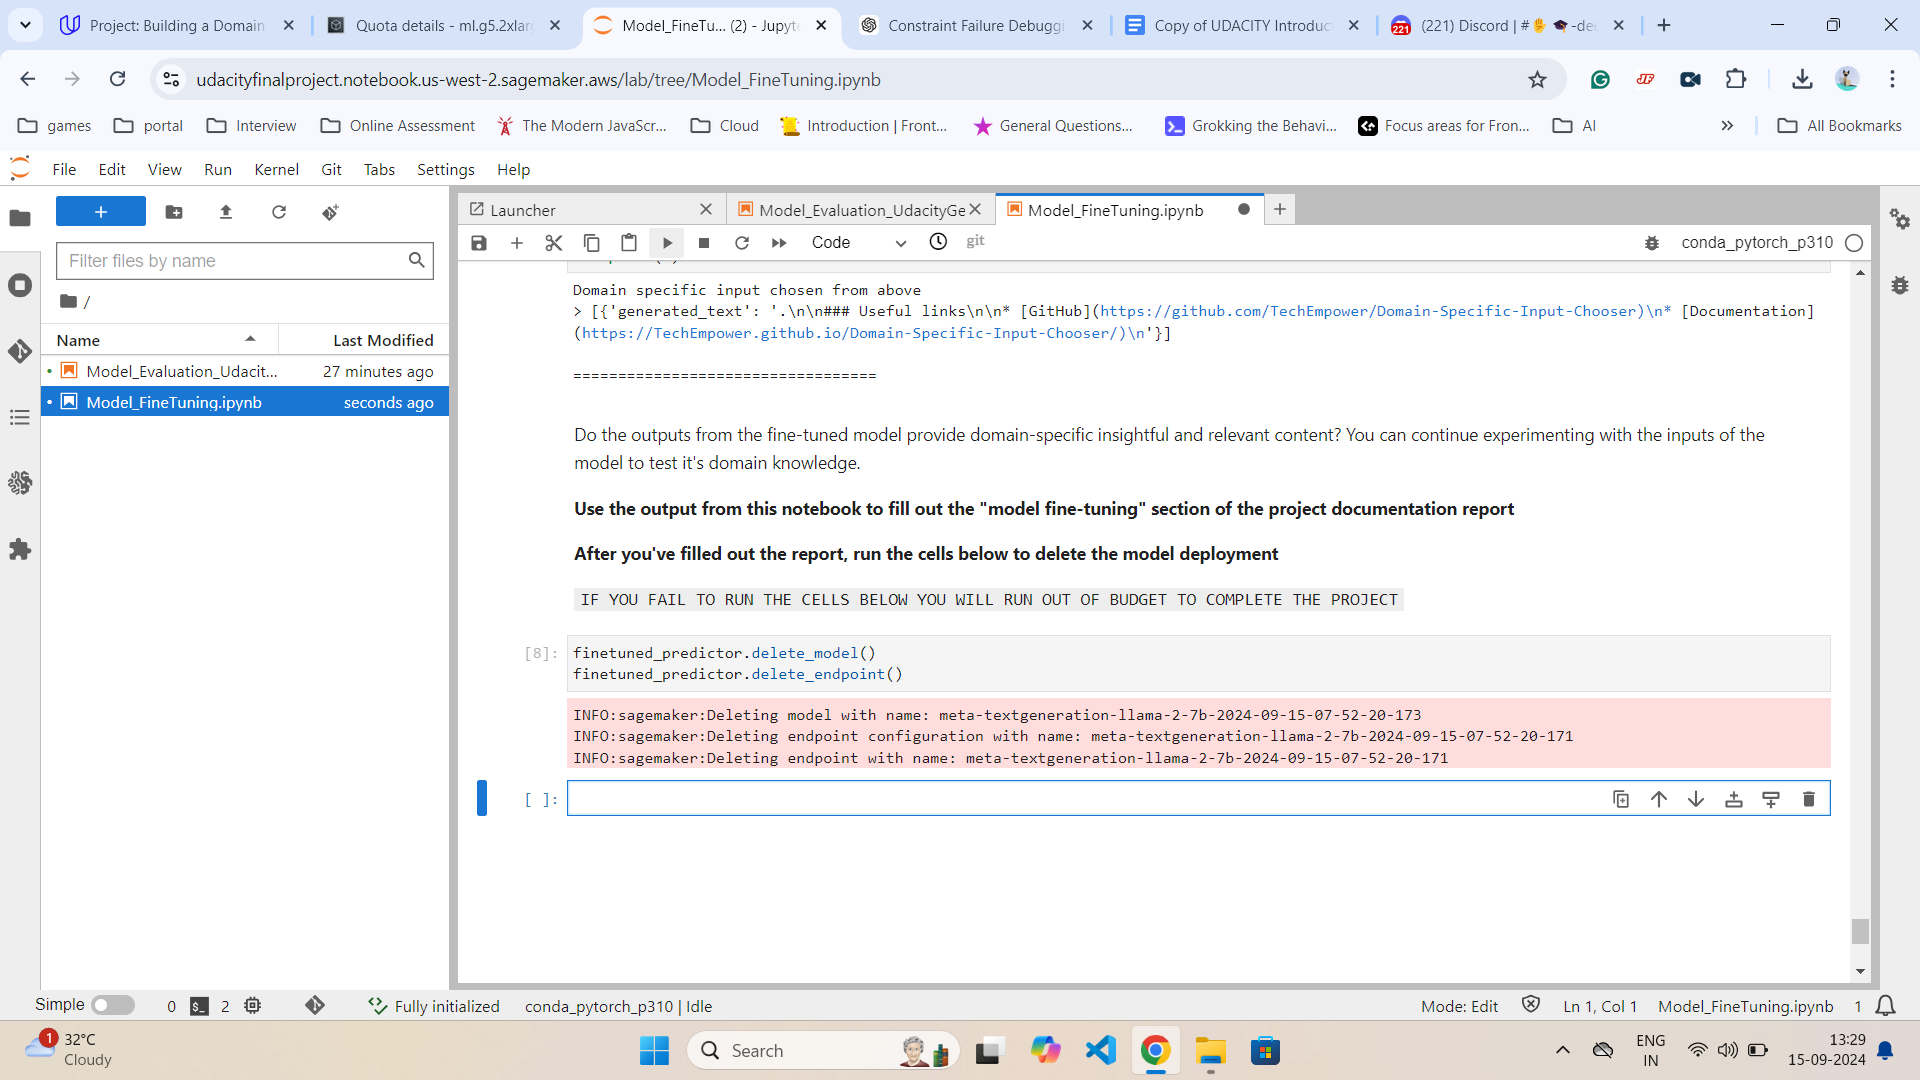 Project: Building a Domain
Quota details - ml.g5.2xlar
Model_FineTu... (2) - Jupyte
Constraint Failure Debuggi
Copy of UDACITY Introduc
221
(221) Discord | #✋🎓-de
udacityfinalproject.notebook.us-west-2.sagemaker.aws/lab/tree/Model_FineTuning.ipynb
games
portal
Interview
Online Assessment
The Modern JavaScr...
Cloud
Introduction | Front...
General Questions...
Grokking the Behavi...
Focus areas for Fron...
AI
All Bookmarks
File Edit View Run Kernel Git Tabs Settings Help
Launcher
Model_Evaluation_UdacityGe
Model_FineTuning.ipynb
Code
git
conda_pytorch_p310
Filter files by name
/
Name
Last Modified
Model_Evaluation_Udacit... 27 minutes ago
Model_FineTuning.ipynb seconds ago
Domain specific input chosen from above
> [{'generated_text': '.\n\n### Useful links\n\n* [GitHub](https://github.com/TechEmpower/Domain-Specific-Input-Chooser)\n* [Documentation]
(https://TechEmpower.github.io/Domain-Specific-Input-Chooser/)\n'}]
==================================
Do the outputs from the fine-tuned model provide domain-specific insightful and relevant content? You can continue experimenting with the inputs of the
model to test it's domain knowledge.
Use the output from this notebook to fill out the "model fine-tuning" section of the project documentation report
After you've filled out the report, run the cells below to delete the model deployment
IF YOU FAIL TO RUN THE CELLS BELOW YOU WILL RUN OUT OF BUDGET TO COMPLETE THE PROJECT
[8]: finetuned_predictor.delete_model()
finetuned_predictor.delete_endpoint()
INFO:sagemaker:Deleting model with name: meta-textgeneration-llama-2-7b-2024-09-15-07-52-20-173
INFO:sagemaker:Deleting endpoint configuration with name: meta-textgeneration-llama-2-7b-2024-09-15-07-52-20-171
INFO:sagemaker:Deleting endpoint with name: meta-textgeneration-llama-2-7b-2024-09-15-07-52-20-171
[ ]:
Simple
0
2
Fully initialized
conda_pytorch_p310 | Idle
Mode: Edit
Ln 1, Col 1
Model_FineTuning.ipynb
1
1
32°C
Cloudy
Search
ENG
IN
13:29
15-09-2024